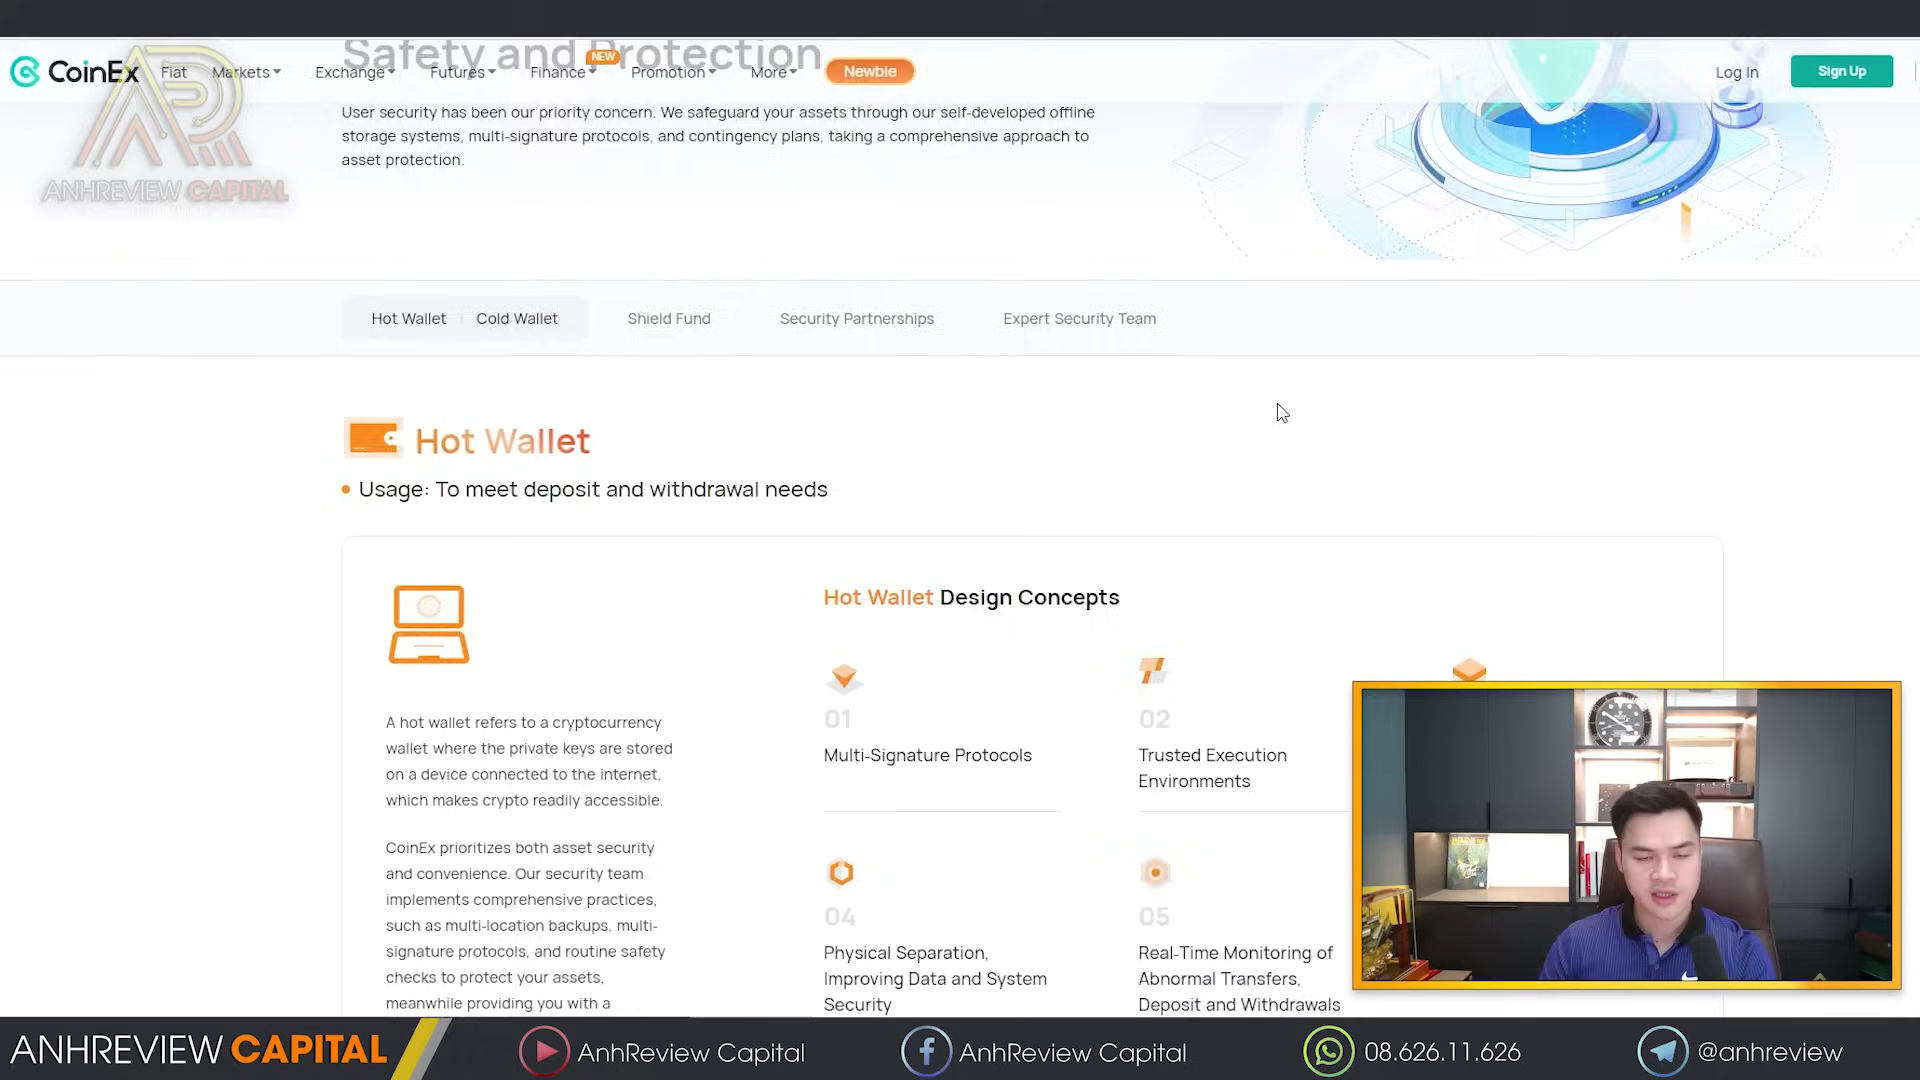 Safety and Protection
CoinEx
Fiat
Markets
Exchange
Futures
Finance
NEW
Promotion
More
Newbie
Log In
Sign Up
ANHREVIEW CAPITAL
User security has been our priority concern. We safeguard your assets through our self-developed offline
storage systems, multi-signature protocols, and contingency plans, taking a comprehensive approach to
asset protection.
Hot Wallet
Cold Wallet
Shield Fund
Security Partnerships
Expert Security Team
Hot Wallet
Usage: To meet deposit and withdrawal needs
A hot wallet refers to a cryptocurrency
wallet where the private keys are stored
on a device connected to the internet,
which makes crypto readily accessible.
CoinEx prioritizes both asset security
and convenience. Our security team
implements comprehensive practices,
such as multi-location backups, multi-
signature protocols, and routine safety
checks to protect your assets,
meanwhile providing you with a
Hot Wallet Design Concepts
01
Multi-Signature Protocols
02
Trusted Execution
Environments
04
Physical Separation,
Improving Data and System
Security
05
Real-Time Monitoring of
Abnormal Transfers,
Deposit and Withdrawals
ANHREVIEW CAPITAL
AnhReview Capital
AnhReview Capital
08.626.11.626
@anhreview